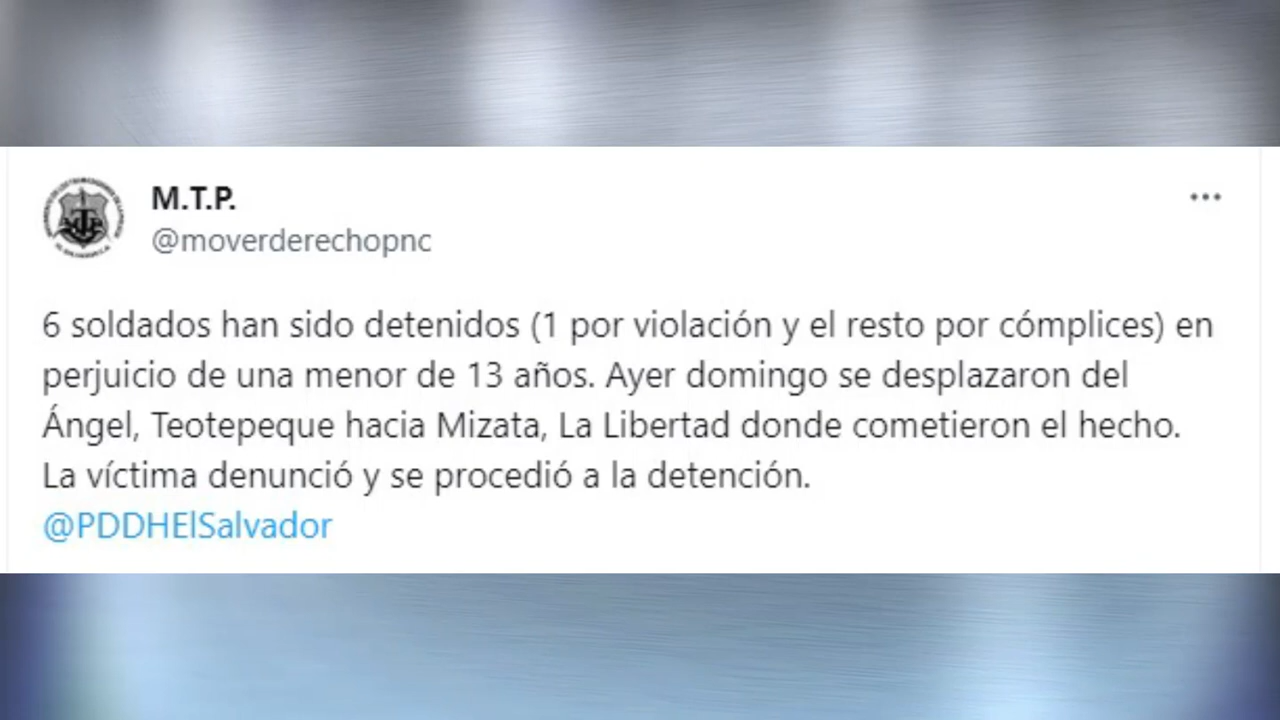 M.T.P.
@moverderechopnc
6 soldados han sido detenidos (1 por violación y el resto por cómplices) en
perjuicio de una menor de 13 años. Ayer domingo se desplazaron del
Ángel, Teotepeque hacia Mizata, La Libertad donde cometieron el hecho.
La víctima denunció y se procedió a la detención.
@PDDHElSalvador